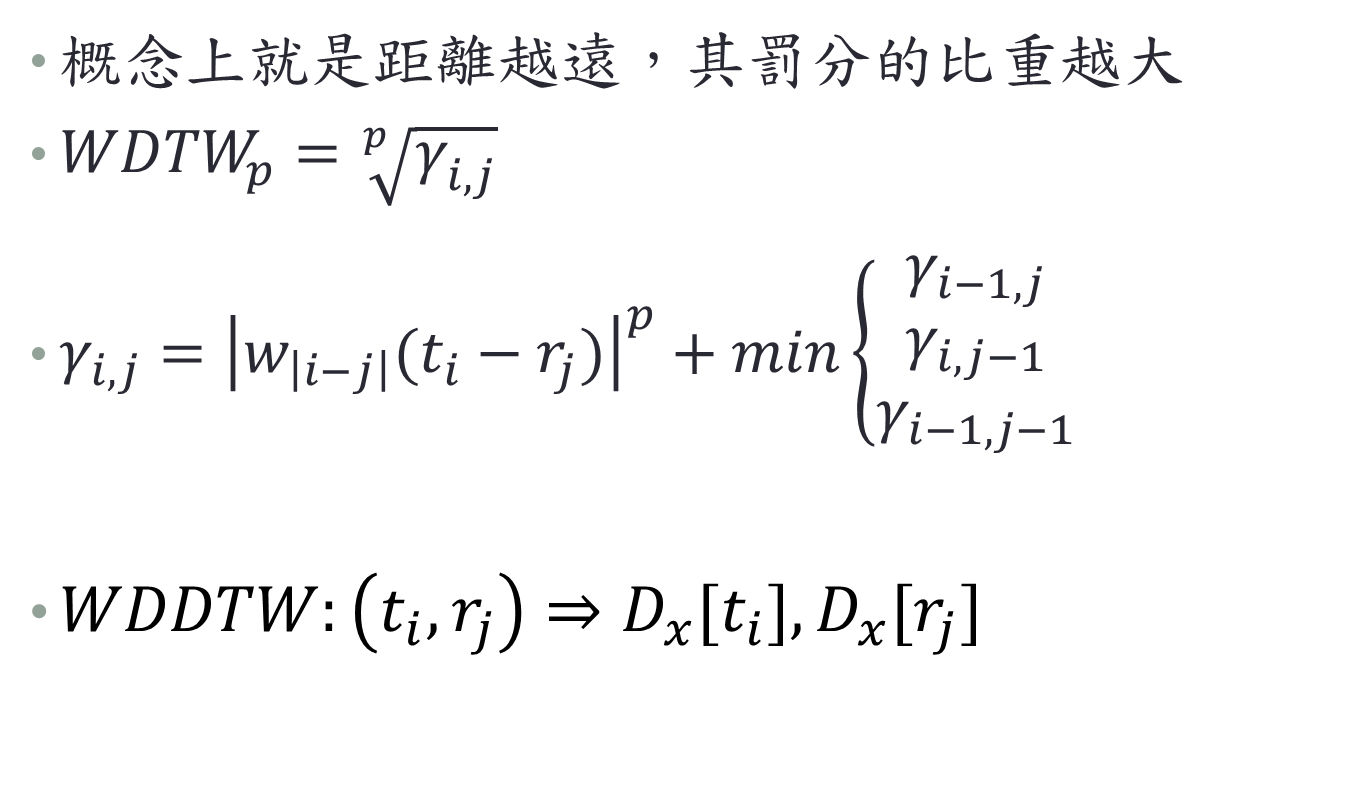 • 概念上就是距離越遠，其罰分的比重越大
• WDTW_p = \sqrt[p]{γ_{i,j}}
• γ_{i,j} = |w_{|i−j|}(t_i − r_j)|^p + min { γ_{i−1,j}
γ_{i,j−1}
γ_{i−1,j−1}
• WDDTW: (t_i, r_j) ⇒ D_x[t_i], D_x[r_j]